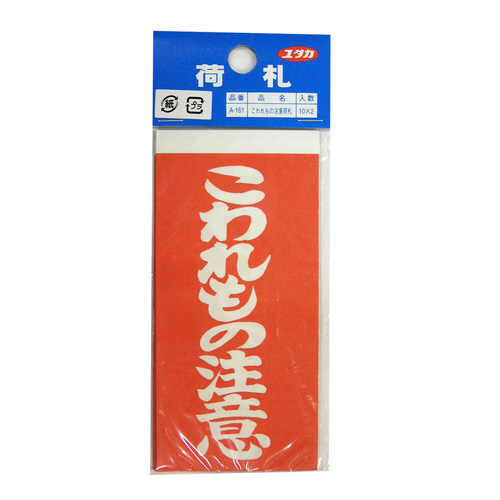 ユタカ
荷札
品番 品名 入数
A-161 こわれもの注意荷札 10×2
紙 プラ
こわれもの注意